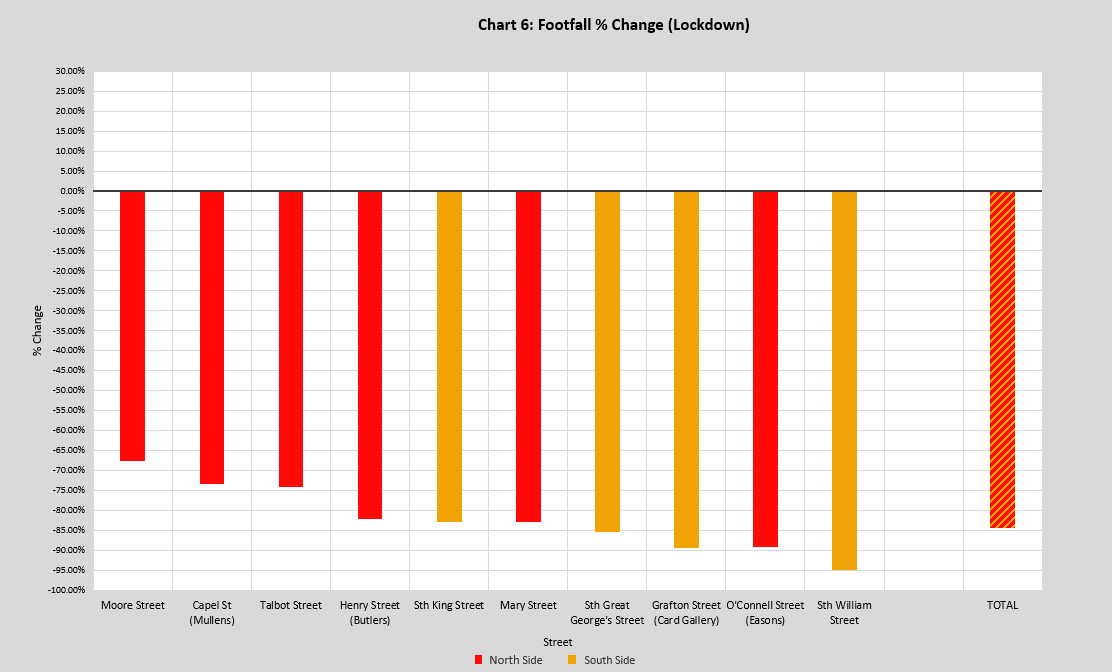 Chart 6: Footfall % Change (Lockdown)
30.00%
25.00%
20.00%
15.00%
10.00%
5.00%
0.00%
-5.00%
-10.00%
-15.00%
-20.00%
-25.00%
-30.00%
-35.00%
-40.00%
-45.00%
-50.00%
-55.00%
-60.00%
-65.00%
-70.00%
-75.00%
-80.00%
-85.00%
-90.00%
-95.00%
-100.00%
% Change
Moore Street
Capel St
(Mullens)
Talbot Street
Henry Street
(Butlers)
Sth King Street
Mary Street
Sth Great
George's Street
Grafton Street
(Card Gallery)
O'Connell Street
(Easons)
Sth William
Street
TOTAL
Street
North Side
South Side